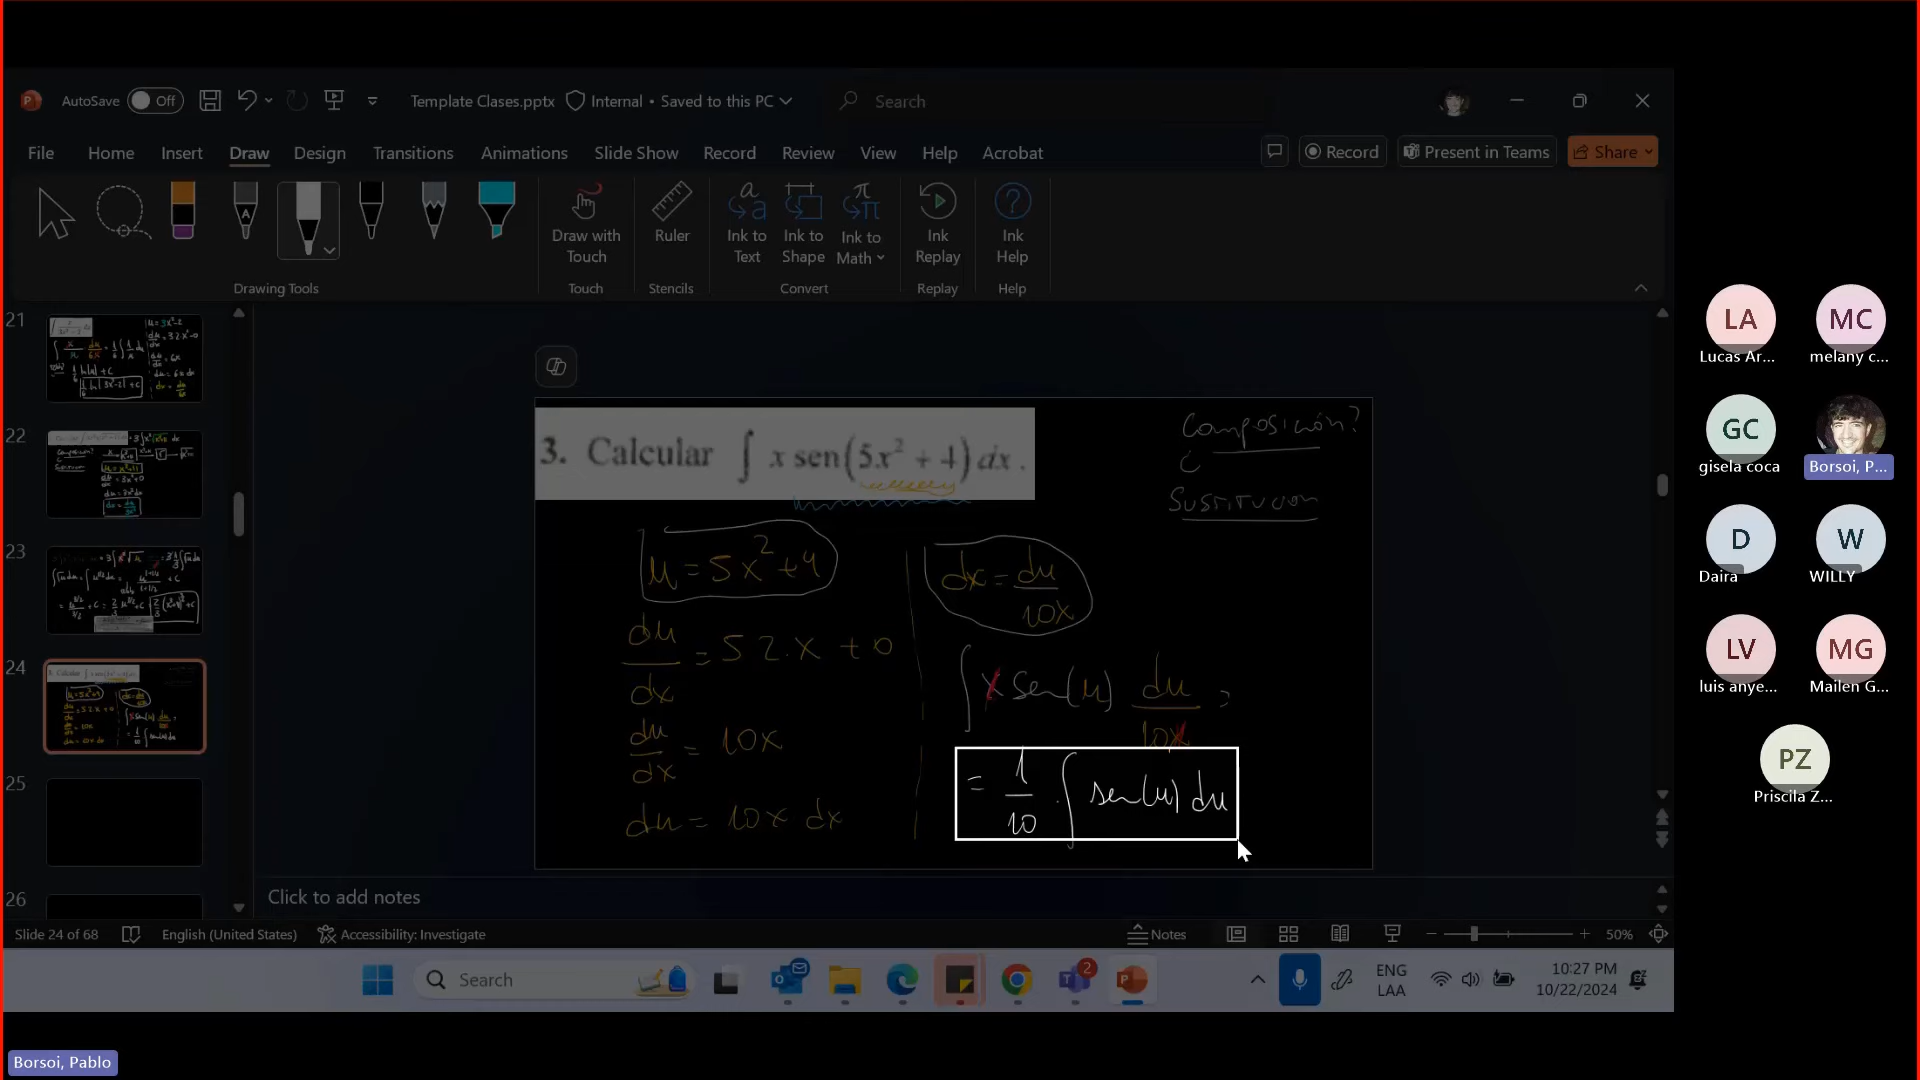 AutoSave Off Template Clases.pptx Internal • Saved to this PC Search
File Home Insert Draw Design Transitions Animations Slide Show Record Review View Help Acrobat Record Present in Teams Share
Draw with Touch
Ruler
Ink to Text
Ink to Shape
Ink to Math
Ink Replay
Ink Help
Drawing Tools Touch Stencils Convert Replay Help
21
22
23
24
25
26
3. Calcular ∫ x sen(5x² + 4) dx .
Composición?
Sustitucion
u = 5x² + 4
du/dx = 5 2.x + 0
du/dx = 10x
du = 10x dx
dx = du/10x
∫ x sen(u) du/10x =
= 1/10 . ∫ sen(u) du
Click to add notes
Slide 24 of 68 English (United States) Accessibility: Investigate Notes 50%
Search
2
ENG
LAA
10:27 PM
10/22/2024
LA
Lucas Ar...
MC
melany c...
GC
gisela coca
Borsoi, P...
D
Daira
W
WILLY
LV
luis anye...
MG
Mailen G...
PZ
Priscila Z...
Borsoi, Pablo